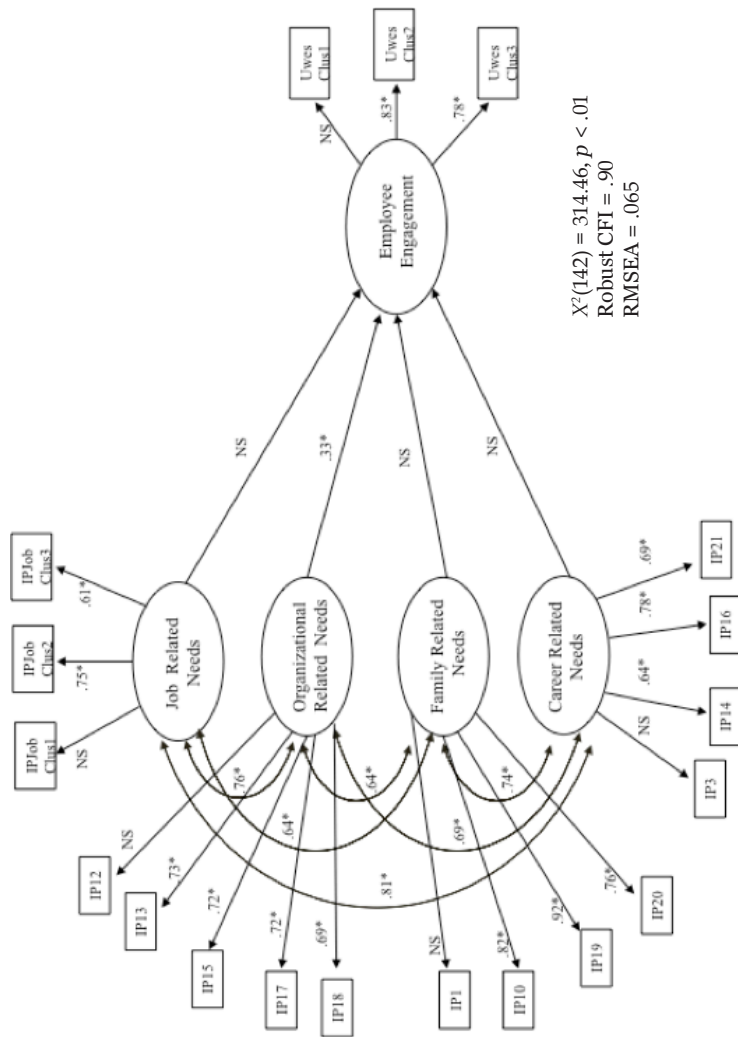 IPJob
Clus1
IPJob
Clus2
IPJob
Clus3
NS
.75*
.61*
Job Related
Needs
IP12
NS
IP13
.73*
IP15
.72*
IP17
.72*
IP18
.69*
Organizational
Related Needs
.76*
.64*
.64*
.81*
.69*
.74*
IP1
NS
IP10
.82*
IP19
.92*
IP20
.76*
Family Related
Needs
Career Related
Needs
NS
.64*
.78*
.69*
IP3
IP14
IP16
IP21
NS
.33*
NS
NS
Employee
Engagement
NS
.83*
.78*
Uwes
Clus1
Uwes
Clus2
Uwes
Clus3
X²(142) = 314.46, p < .01
Robust CFI = .90
RMSEA = .065